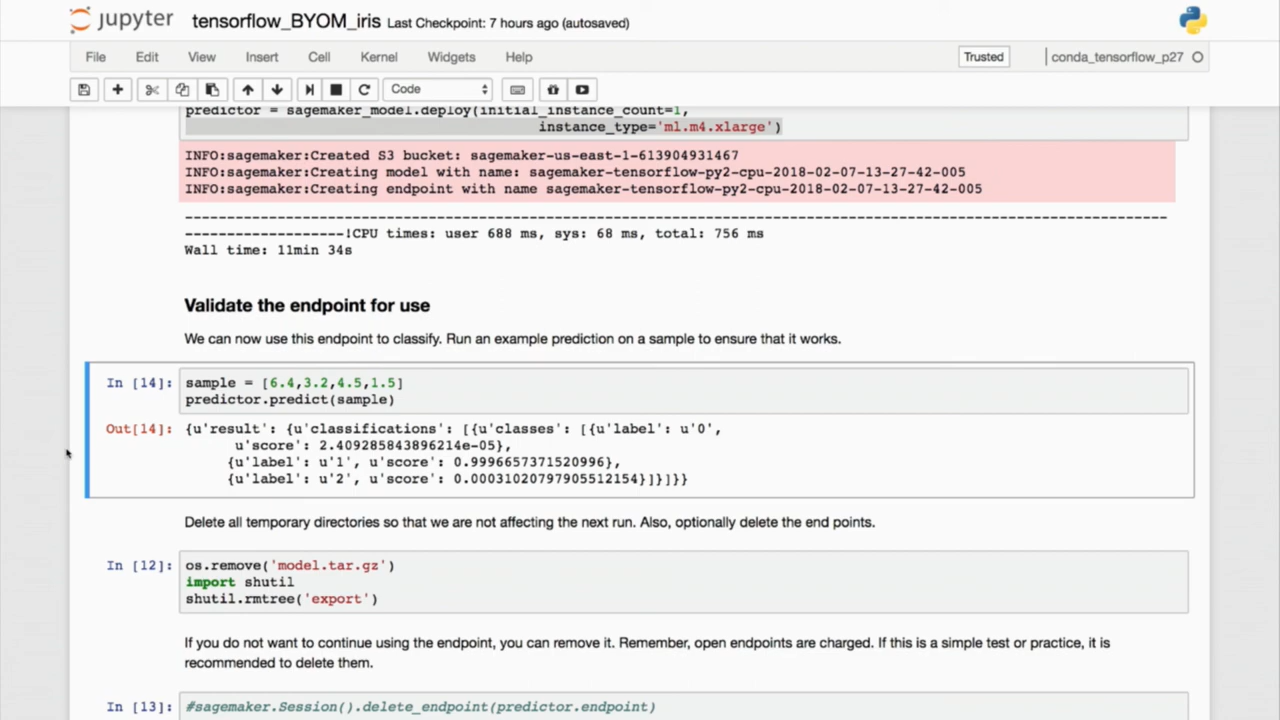 jupyter tensorflow_BYOM_iris Last Checkpoint: 7 hours ago (autosaved)
File Edit View Insert Cell Kernel Widgets Help Trusted conda_tensorflow_p27
Code
predictor = sagemaker_model.deploy(initial_instance_count=1,
instance_type='ml.m4.xlarge')
INFO:sagemaker:Created S3 bucket: sagemaker-us-east-1-613904931467
INFO:sagemaker:Creating model with name: sagemaker-tensorflow-py2-cpu-2018-02-07-13-27-42-005
INFO:sagemaker:Creating endpoint with name sagemaker-tensorflow-py2-cpu-2018-02-07-13-27-42-005
---------------------------------------------------------------------------------------------------------------------
-------------------!CPU times: user 688 ms, sys: 68 ms, total: 756 ms
Wall time: 11min 34s
Validate the endpoint for use
We can now use this endpoint to classify. Run an example prediction on a sample to ensure that it works.
In [14]: sample = [6.4,3.2,4.5,1.5]
predictor.predict(sample)
Out[14]: {u'result': {u'classifications': [{u'classes': [{u'label': u'0',
u'score': 2.409285843896214e-05},
{u'label': u'1', u'score': 0.9996657371520996},
{u'label': u'2', u'score': 0.00031020797905512154}]}]}}
Delete all temporary directories so that we are not affecting the next run. Also, optionally delete the end points.
In [12]: os.remove('model.tar.gz')
import shutil
shutil.rmtree('export')
If you do not want to continue using the endpoint, you can remove it. Remember, open endpoints are charged. If this is a simple test or practice, it is
recommended to delete them.
In [13]: #sagemaker.Session().delete_endpoint(predictor.endpoint)